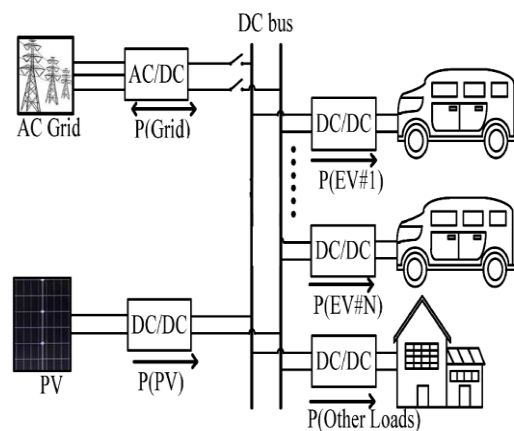 DC bus
AC/DC
AC Grid
P(Grid)
DC/DC
P(EV#1)
DC/DC
P(EV#N)
DC/DC
PV
P(PV)
DC/DC
P(Other Loads)